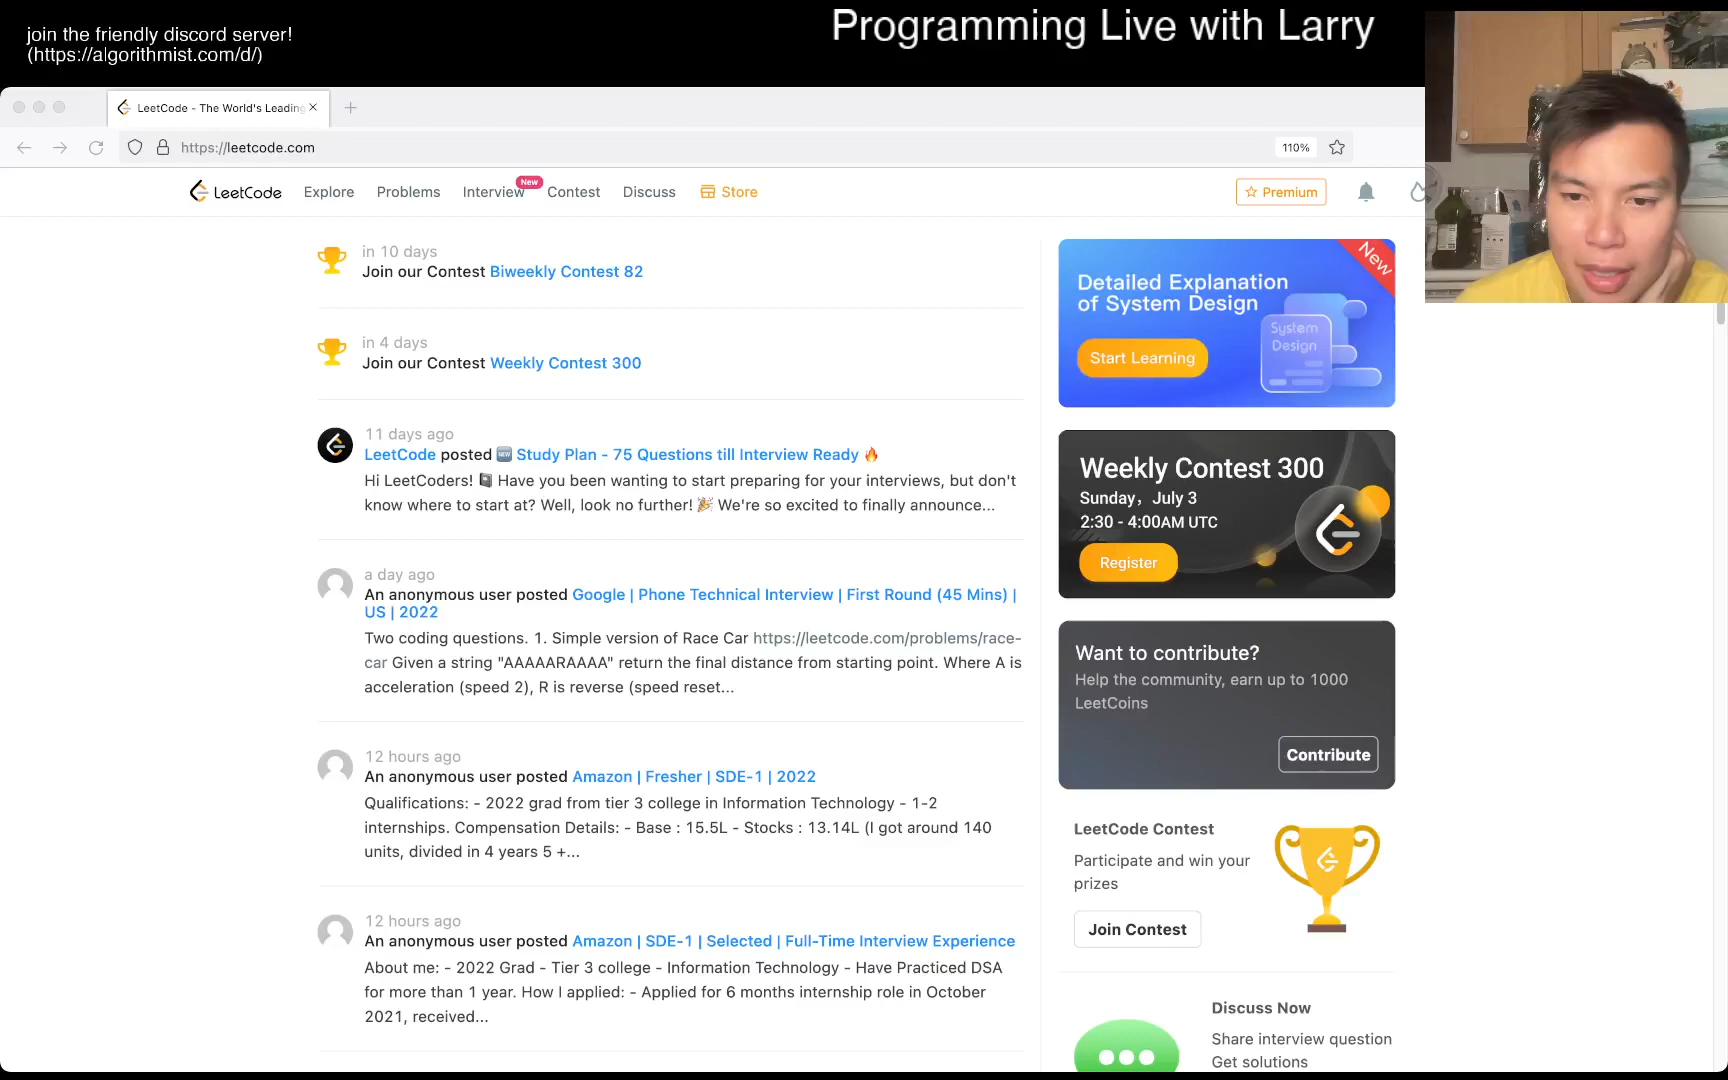 join the friendly discord server!
(https://algorithmist.com/d/)
Programming Live with Larry
LeetCode - The World's Leading
https://leetcode.com
110%
LeetCode
Explore
Problems
Interview
New
Contest
Discuss
Store
Premium
in 10 days
Join our Contest Biweekly Contest 82
in 4 days
Join our Contest Weekly Contest 300
11 days ago
LeetCode posted 🆕 Study Plan - 75 Questions till Interview Ready 🔥
Hi LeetCoders! 📓 Have you been wanting to start preparing for your interviews, but don't
know where to start at? Well, look no further! 🎉 We're so excited to finally announce...
a day ago
An anonymous user posted Google | Phone Technical Interview | First Round (45 Mins) |
US | 2022
Two coding questions. 1. Simple version of Race Car https://leetcode.com/problems/race-
car Given a string "AAAAARAAAA" return the final distance from starting point. Where A is
acceleration (speed 2), R is reverse (speed reset...
12 hours ago
An anonymous user posted Amazon | Fresher | SDE-1 | 2022
Qualifications: - 2022 grad from tier 3 college in Information Technology - 1-2
internships. Compensation Details: - Base : 15.5L - Stocks : 13.14L (I got around 140
units, divided in 4 years 5 +...
12 hours ago
An anonymous user posted Amazon | SDE-1 | Selected | Full-Time Interview Experience
About me: - 2022 Grad - Tier 3 college - Information Technology - Have Practiced DSA
for more than 1 year. How I applied: - Applied for 6 months internship role in October
2021, received...
New
Detailed Explanation
of System Design
System
Design
Start Learning
Weekly Contest 300
Sunday, July 3
2:30 - 4:00AM UTC
Register
Want to contribute?
Help the community, earn up to 1000
LeetCoins
Contribute
LeetCode Contest
Participate and win your
prizes
Join Contest
Discuss Now
Share interview question
Get solutions